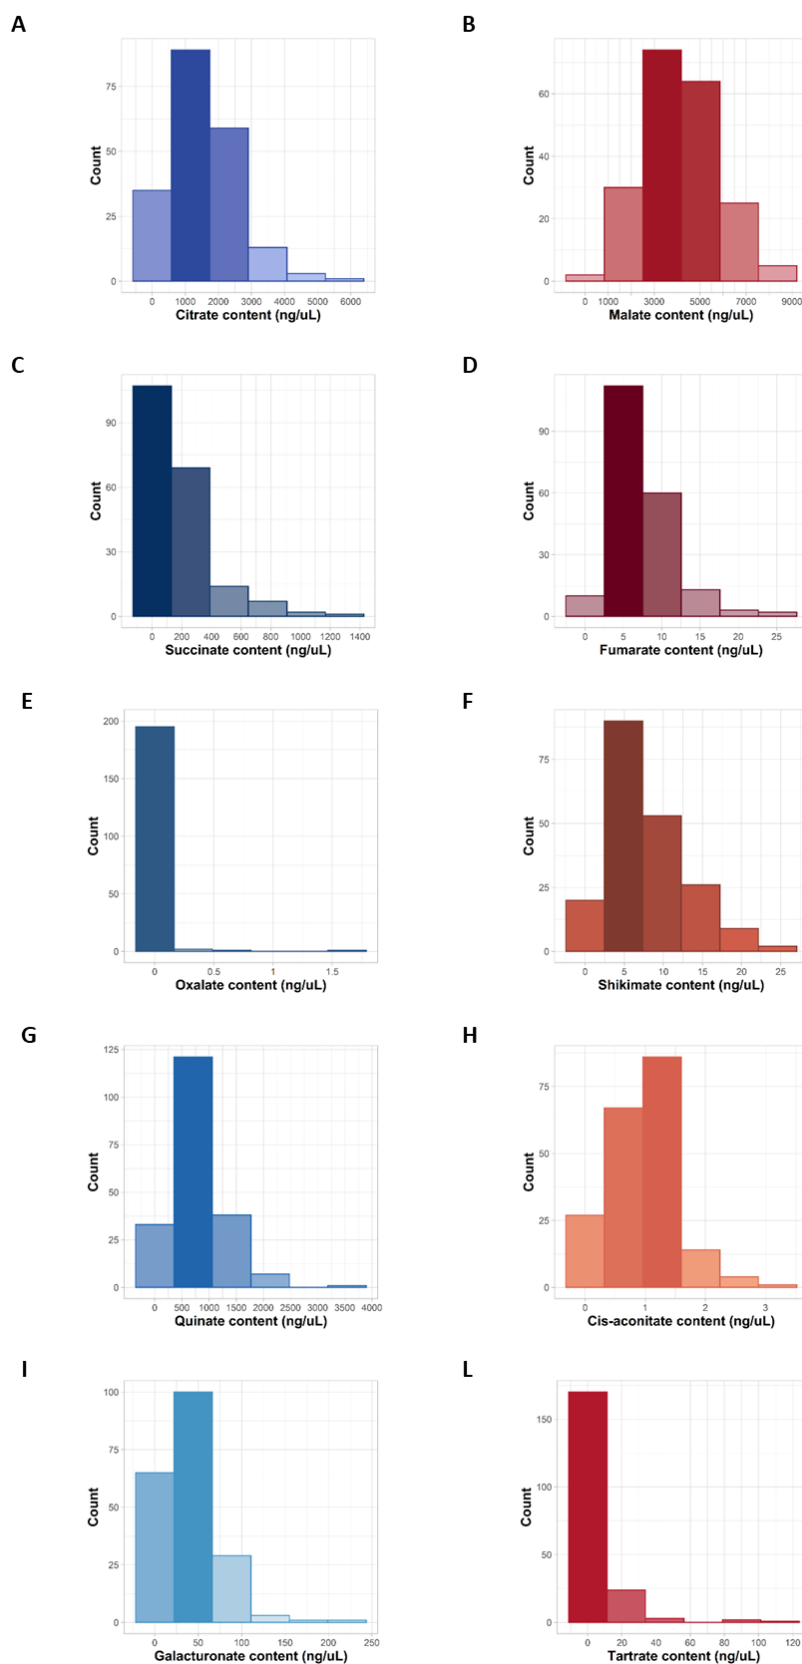 A
B
75
50
25
0
Count
0 1000 2000 3000 4000 5000 6000
Citrate content (ng/uL)
60
40
20
0
Count
0 1000 3000 5000 7000 9000
Malate content (ng/uL)
C
D
90
60
30
0
Count
0 200 400 600 800 1000 1200 1400
Succinate content (ng/uL)
90
60
30
0
Count
0 5 10 15 20 25
Fumarate content (ng/uL)
E
F
200
150
100
50
0
Count
0 0.5 1 1.5
Oxalate content (ng/uL)
75
50
25
0
Count
0 5 10 15 20 25
Shikimate content (ng/uL)
G
H
125
100
75
50
25
0
Count
0 500 1000 1500 2000 2500 3000 3500 4000
Quinate content (ng/uL)
75
50
25
0
Count
0 1 2 3
Cis-aconitate content (ng/uL)
I
L
100
75
50
25
0
Count
0 50 100 150 200 250
Galacturonate content (ng/uL)
150
100
50
0
Count
0 20 40 60 80 100 120
Tartrate content (ng/uL)